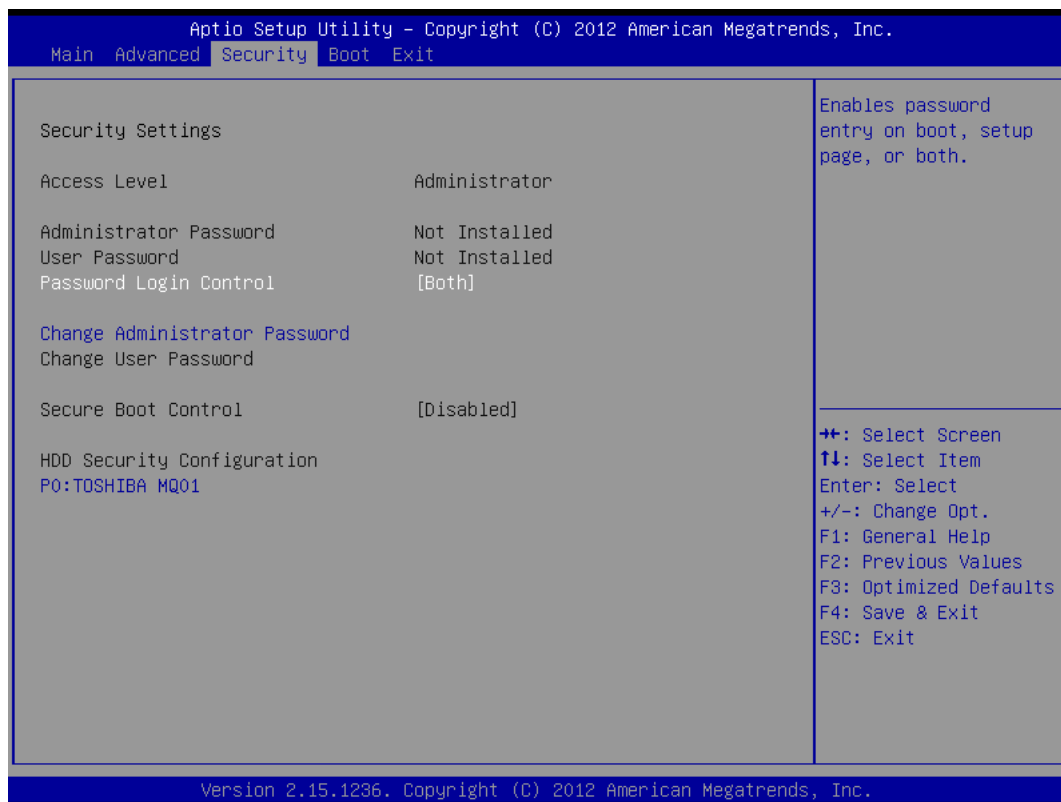 Aptio Setup Utility – Copyright (C) 2012 American Megatrends, Inc.
Main Advanced Security Boot Exit
Security Settings
Access Level Administrator
Administrator Password Not Installed
User Password Not Installed
Password Login Control [Both]
Change Administrator Password
Change User Password
Secure Boot Control [Disabled]
HDD Security Configuration
P0:TOSHIBA MQ01
Enables password
entry on boot, setup
page, or both.
→←: Select Screen
↑↓: Select Item
Enter: Select
+/-: Change Opt.
F1: General Help
F2: Previous Values
F3: Optimized Defaults
F4: Save & Exit
ESC: Exit
Version 2.15.1236. Copyright (C) 2012 American Megatrends, Inc.